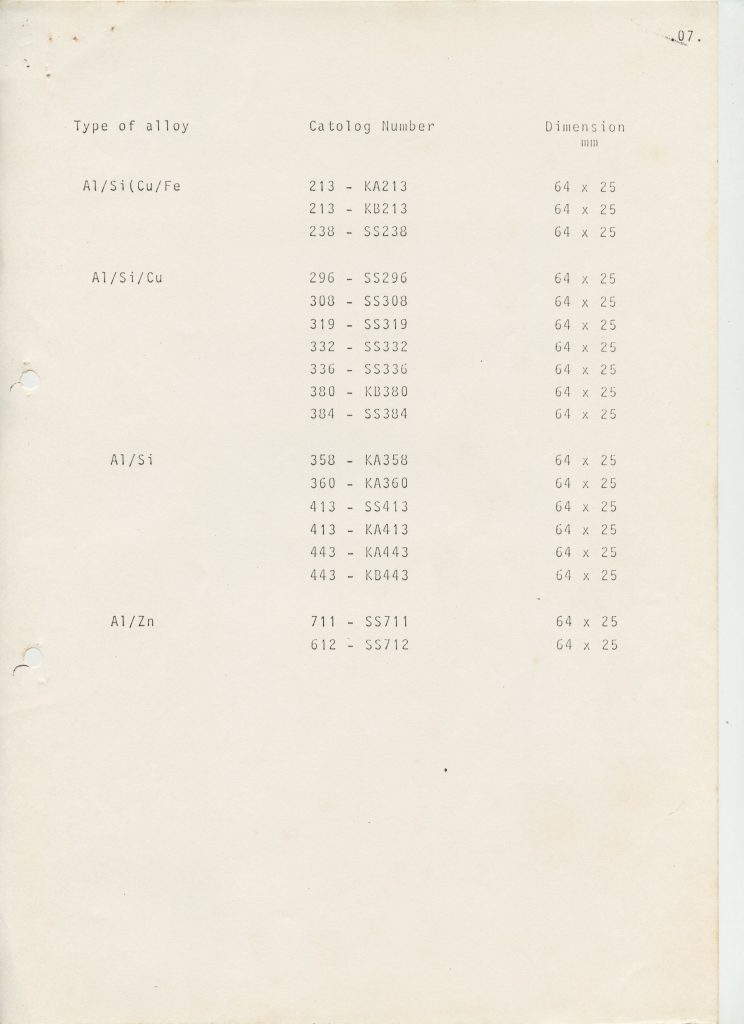 .07.
Type of alloy Catolog Number Dimension
mm
Al/Si(Cu/Fe 213 - KA213 64 x 25
213 - KB213 64 x 25
238 - SS238 64 x 25
Al/Si/Cu 296 - SS296 64 x 25
308 - SS308 64 x 25
319 - SS319 64 x 25
332 - SS332 64 x 25
336 - SS336 64 x 25
380 - KB380 64 x 25
384 - SS384 64 x 25
Al/Si 358 - KA358 64 x 25
360 - KA360 64 x 25
413 - SS413 64 x 25
413 - KA413 64 x 25
443 - KA443 64 x 25
443 - KB443 64 x 25
Al/Zn 711 - SS711 64 x 25
612 - SS712 64 x 25